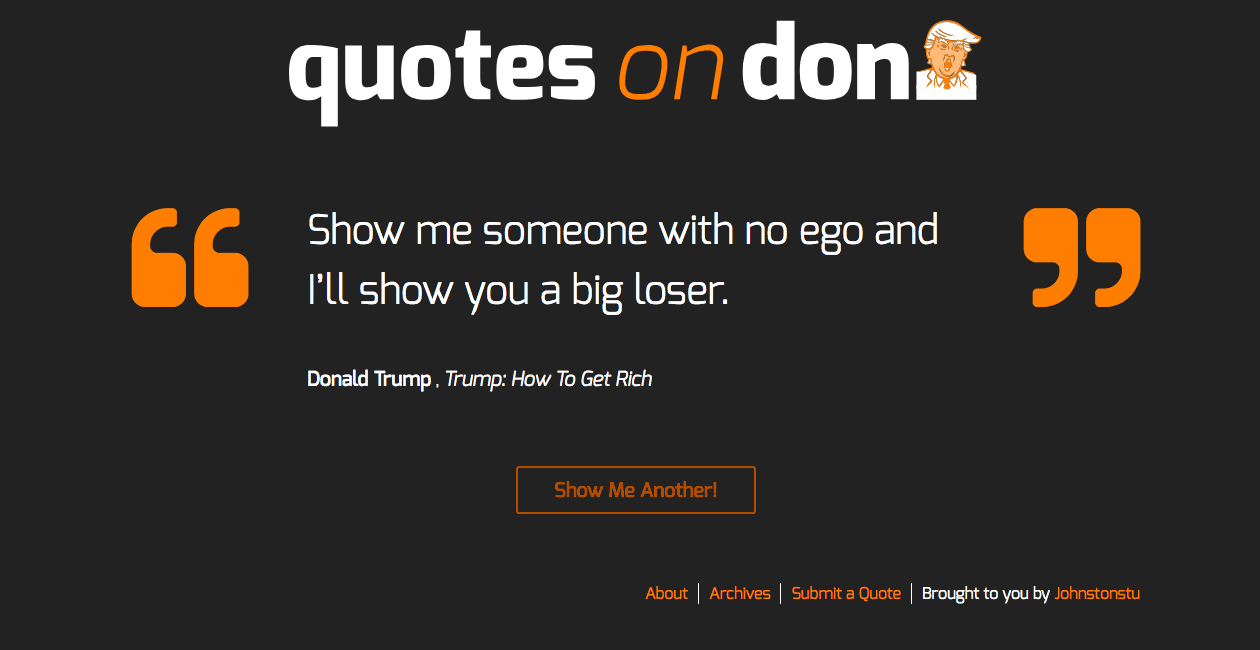 quotes on don
“ Show me someone with no ego and ”
I’ll show you a big loser.
Donald Trump , Trump: How To Get Rich
Show Me Another!
About | Archives | Submit a Quote | Brought to you by Johnstonstu